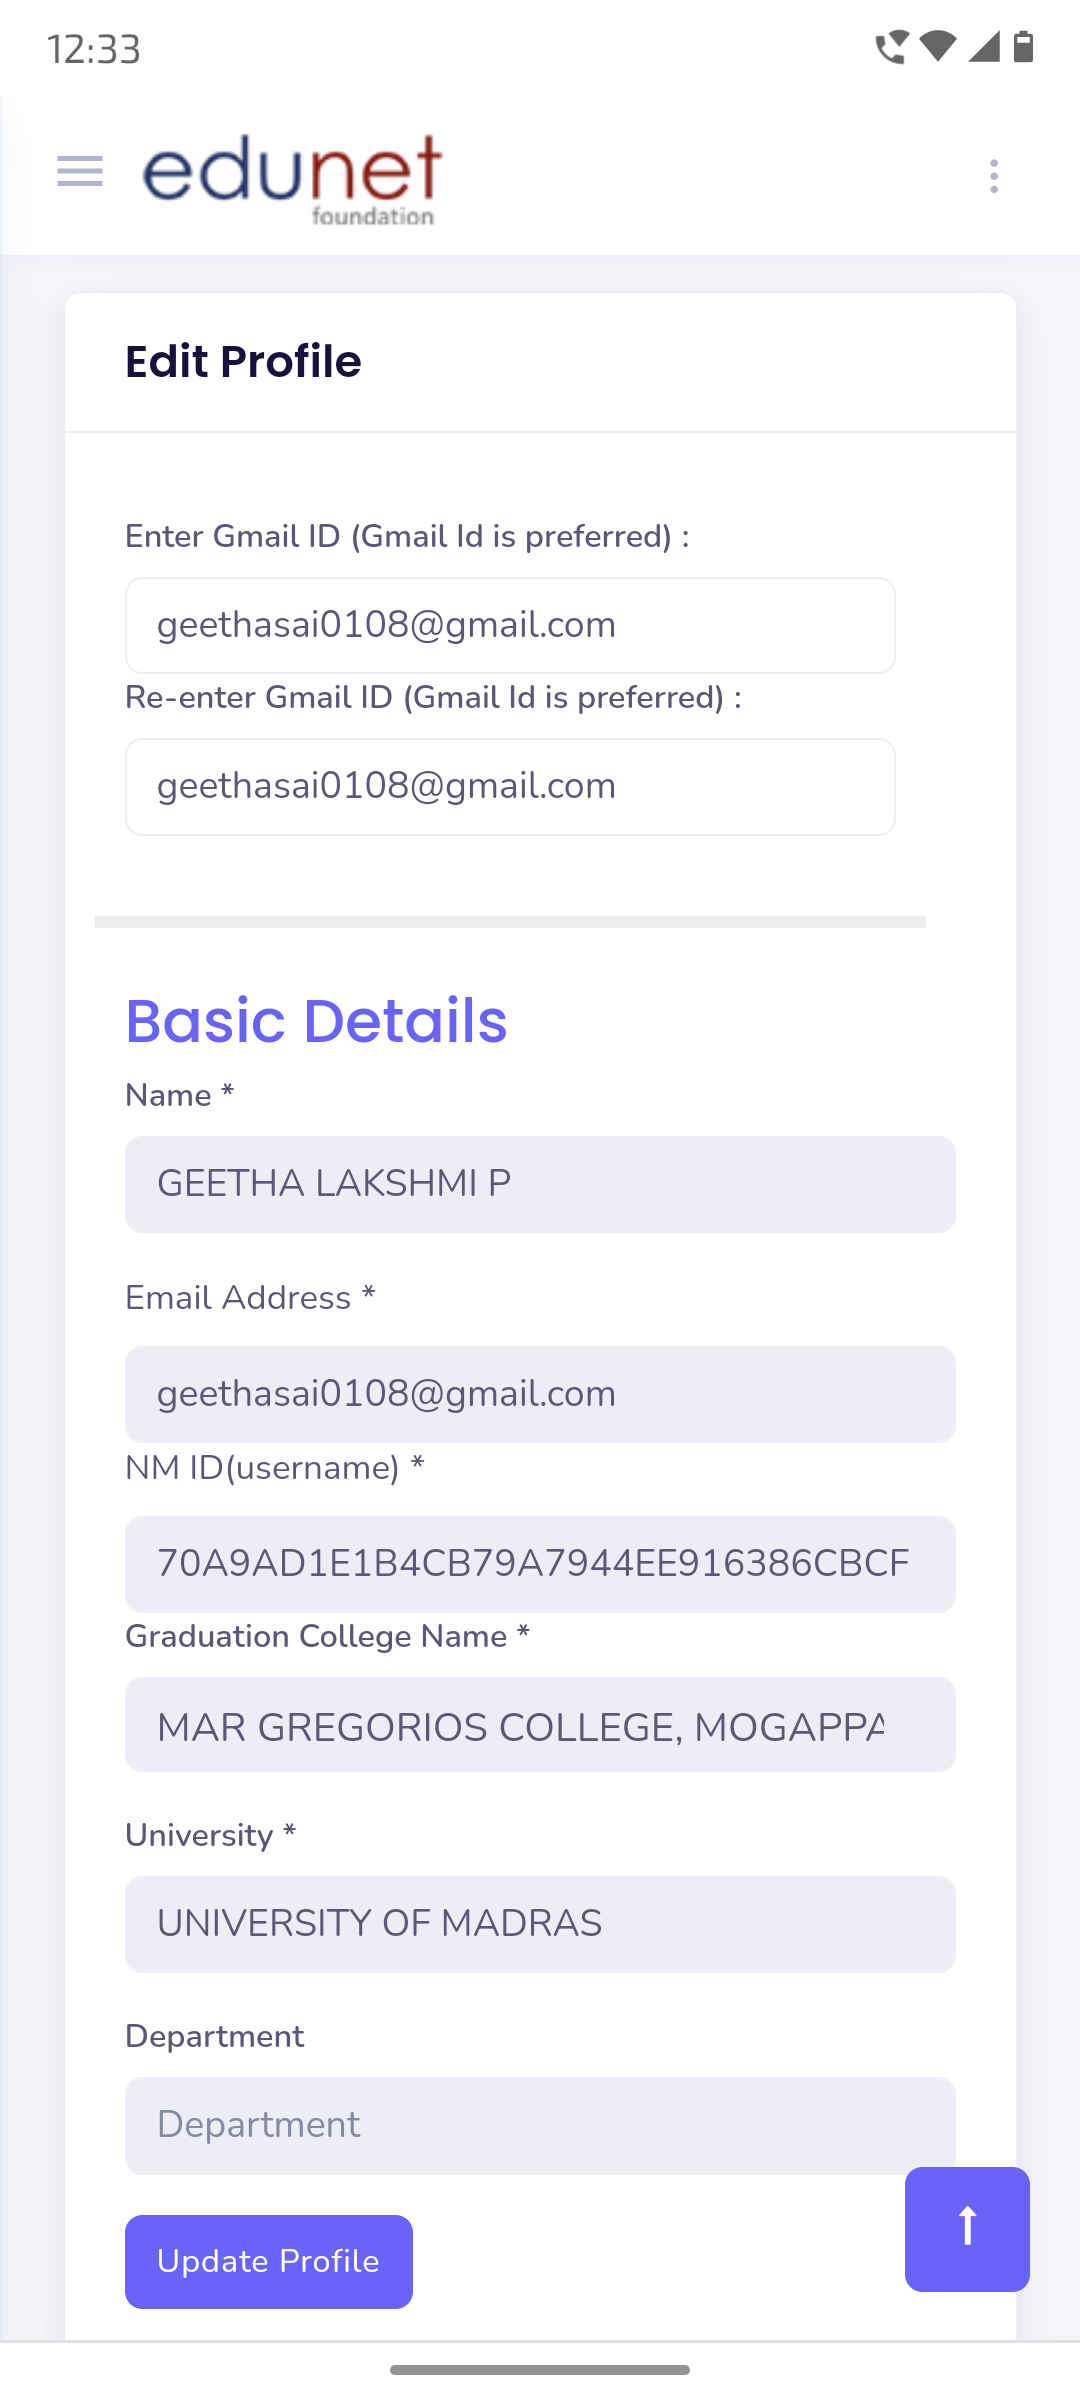 12:33
edunet
foundation
Edit Profile
Enter Gmail ID (Gmail Id is preferred) :
geethasai0108@gmail.com
Re-enter Gmail ID (Gmail Id is preferred) :
geethasai0108@gmail.com
Basic Details
Name *
GEETHA LAKSHMI P
Email Address *
geethasai0108@gmail.com
NM ID(username) *
70A9AD1E1B4CB79A7944EE916386CBCF
Graduation College Name *
MAR GREGORIOS COLLEGE, MOGAPPA
University *
UNIVERSITY OF MADRAS
Department
Department
Update Profile